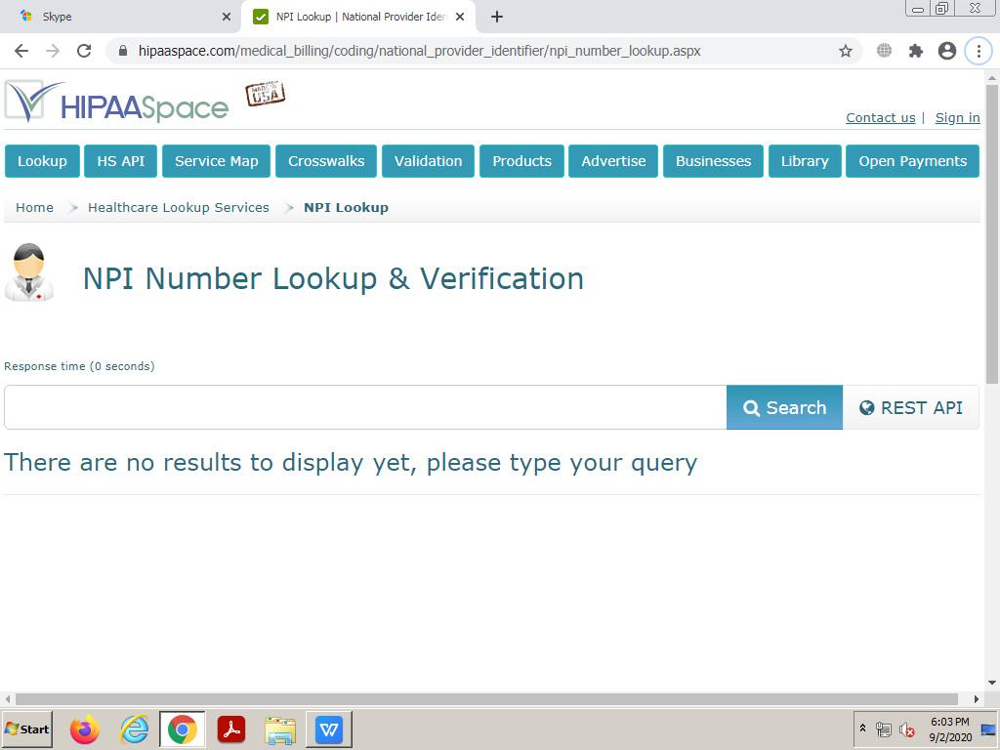 Skype
NPI Lookup | National Provider Iden
hipaaspace.com/medical_billing/coding/national_provider_identifier/npi_number_lookup.aspx
HIPAASpace
MADE IN USA
Contact us | Sign in
Lookup HS API Service Map Crosswalks Validation Products Advertise Businesses Library Open Payments
Home Healthcare Lookup Services NPI Lookup
NPI Number Lookup & Verification
Response time (0 seconds)
Search REST API
There are no results to display yet, please type your query
Start
W
6:03 PM
9/2/2020